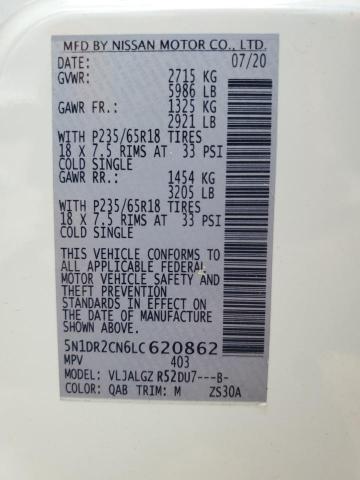 MFD BY NISSAN MOTOR CO., LTD.
DATE: 07/20
GVWR: 2715 KG
5986 LB
GAWR FR.: 1325 KG
2921 LB
WITH P235/65R18 TIRES
18 X 7.5 RIMS AT 33 PSI
COLD SINGLE
GAWR RR.: 1454 KG
3205 LB
WITH P235/65R18 TIRES
18 X 7.5 RIMS AT 33 PSI
COLD SINGLE
THIS VEHICLE CONFORMS TO
ALL APPLICABLE FEDERAL
MOTOR VEHICLE SAFETY AND
THEFT PREVENTION
STANDARDS IN EFFECT ON
THE DATE OF MANUFACTURE
SHOWN ABOVE.
5N1DR2CN6LC620862
MPV 403
MODEL: VLJALGZ R52DU7---B-
COLOR: QAB TRIM: M ZS30A